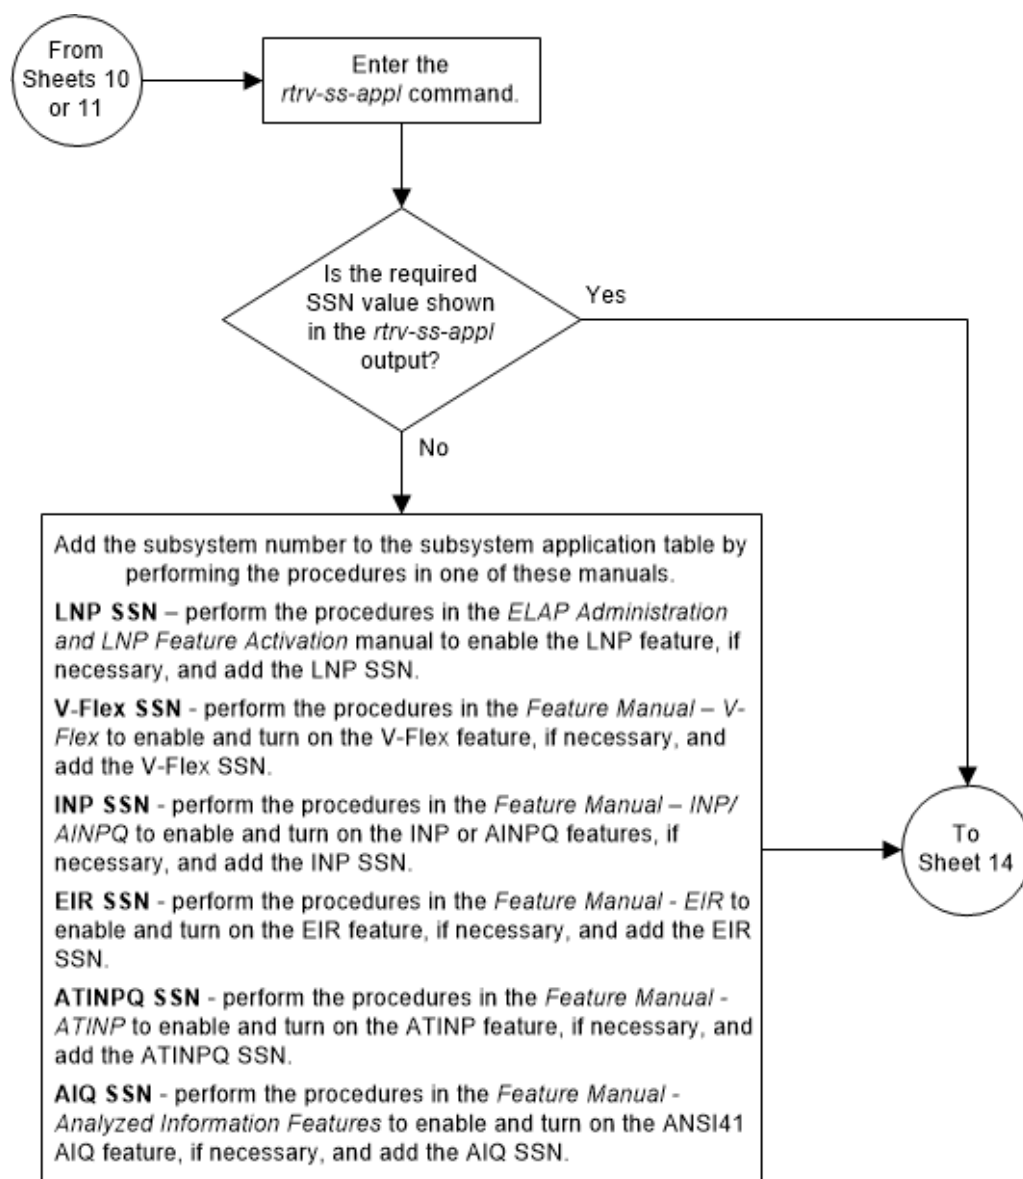 From
Sheets 10
or 11
Enter the
rtrv-ss-appl command.
Is the required
SSN value shown
in the rtrv-ss-appl
output?
Yes
No
Add the subsystem number to the subsystem application table by
performing the procedures in one of these manuals.
LNP SSN – perform the procedures in the ELAP Administration
and LNP Feature Activation manual to enable the LNP feature, if
necessary, and add the LNP SSN.
V-Flex SSN - perform the procedures in the Feature Manual – V-
Flex to enable and turn on the V-Flex feature, if necessary, and
add the V-Flex SSN.
INP SSN - perform the procedures in the Feature Manual – INP/
AINPQ to enable and turn on the INP or AINPQ features, if
necessary, and add the INP SSN.
EIR SSN - perform the procedures in the Feature Manual - EIR to
enable and turn on the EIR feature, if necessary, and add the EIR
SSN.
ATINPQ SSN - perform the procedures in the Feature Manual -
ATINP to enable and turn on the ATINP feature, if necessary, and
add the ATINPQ SSN.
AIQ SSN - perform the procedures in the Feature Manual -
Analyzed Information Features to enable and turn on the ANSI41
AIQ feature, if necessary, and add the AIQ SSN.
To
Sheet 14